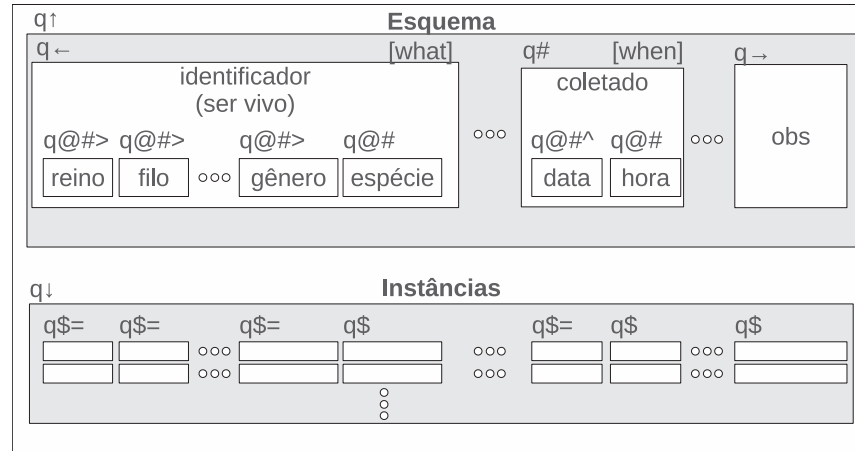 q↑
Esquema
q← [what] q# [when] q→
identificador
(ser vivo)
coletado
q@#> q@#> q@#> q@# q@#^ q@#
obs
reino filo gênero espécie data hora
q↓
Instâncias
q$= q$= q$= q$ q$= q$ q$